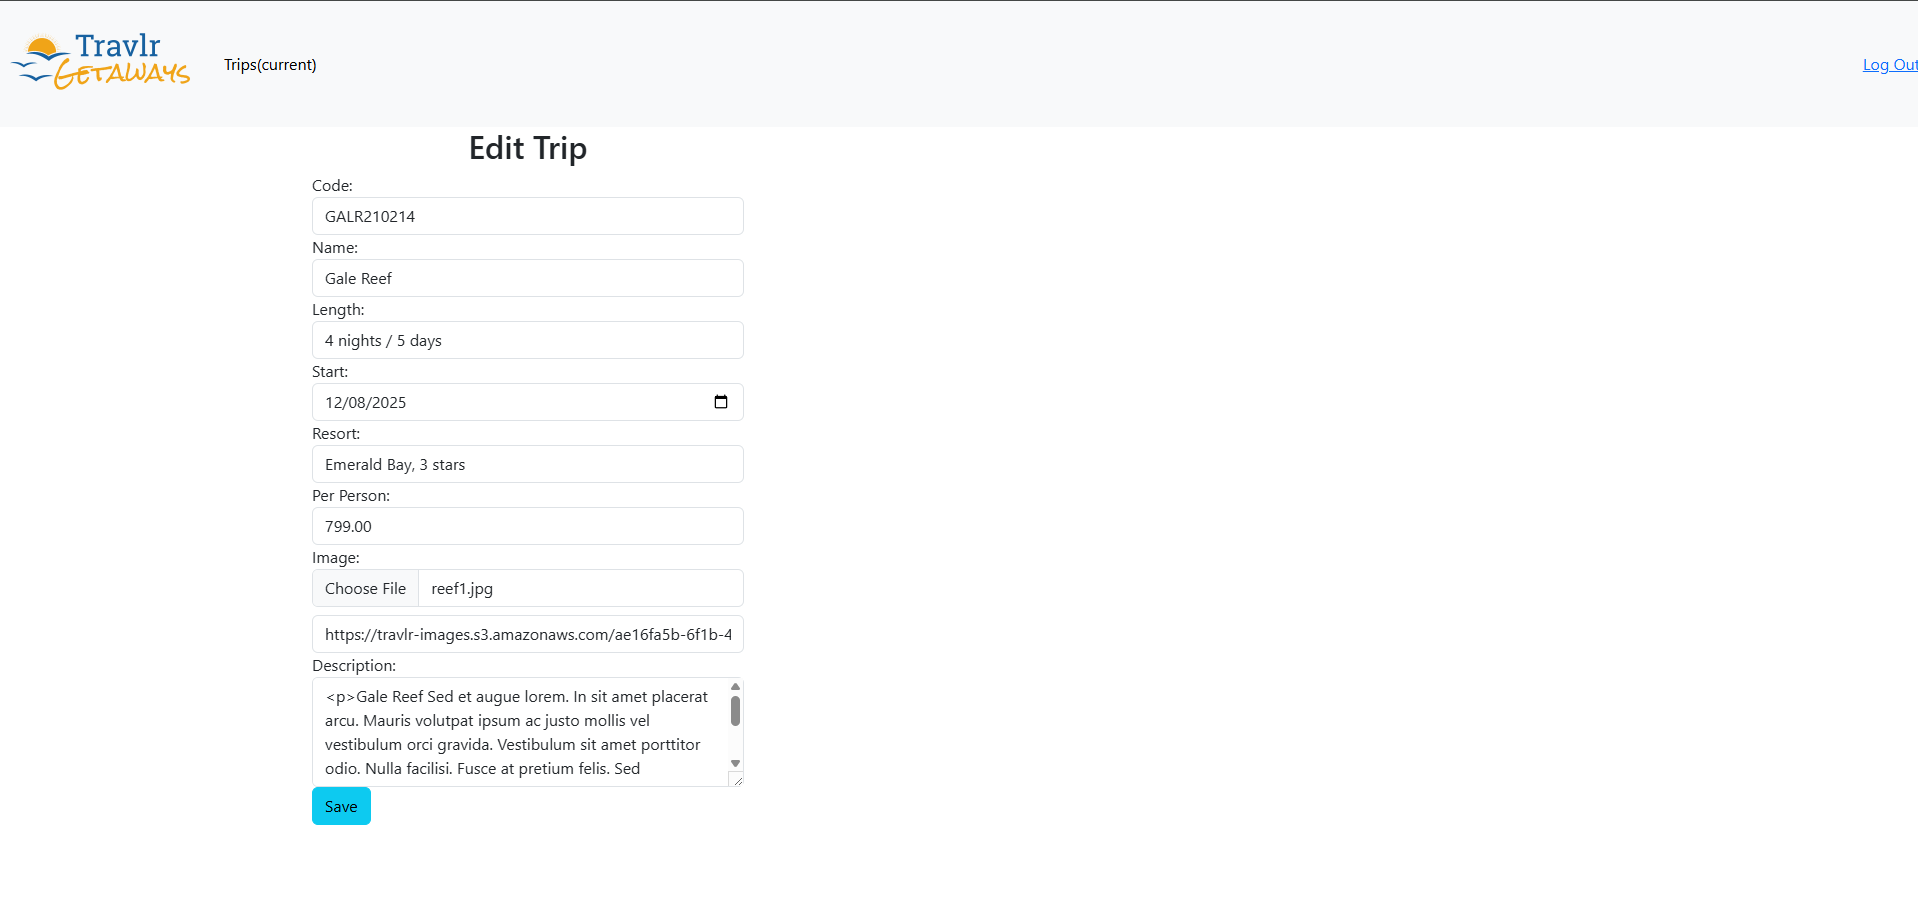 Travlr
Getaways
Trips(current)
Log Out
Edit Trip
Code:
GALR210214
Name:
Gale Reef
Length:
4 nights / 5 days
Start:
12/08/2025
Resort:
Emerald Bay, 3 stars
Per Person:
799.00
Image:
Choose File reef1.jpg
https://travlr-images.s3.amazonaws.com/ae16fa5b-6f1b-4
Description:
<p>Gale Reef Sed et augue lorem. In sit amet placerat
arcu. Mauris volutpat ipsum ac justo mollis vel
vestibulum orci gravida. Vestibulum sit amet porttitor
odio. Nulla facilisi. Fusce at pretium felis. Sed
Save